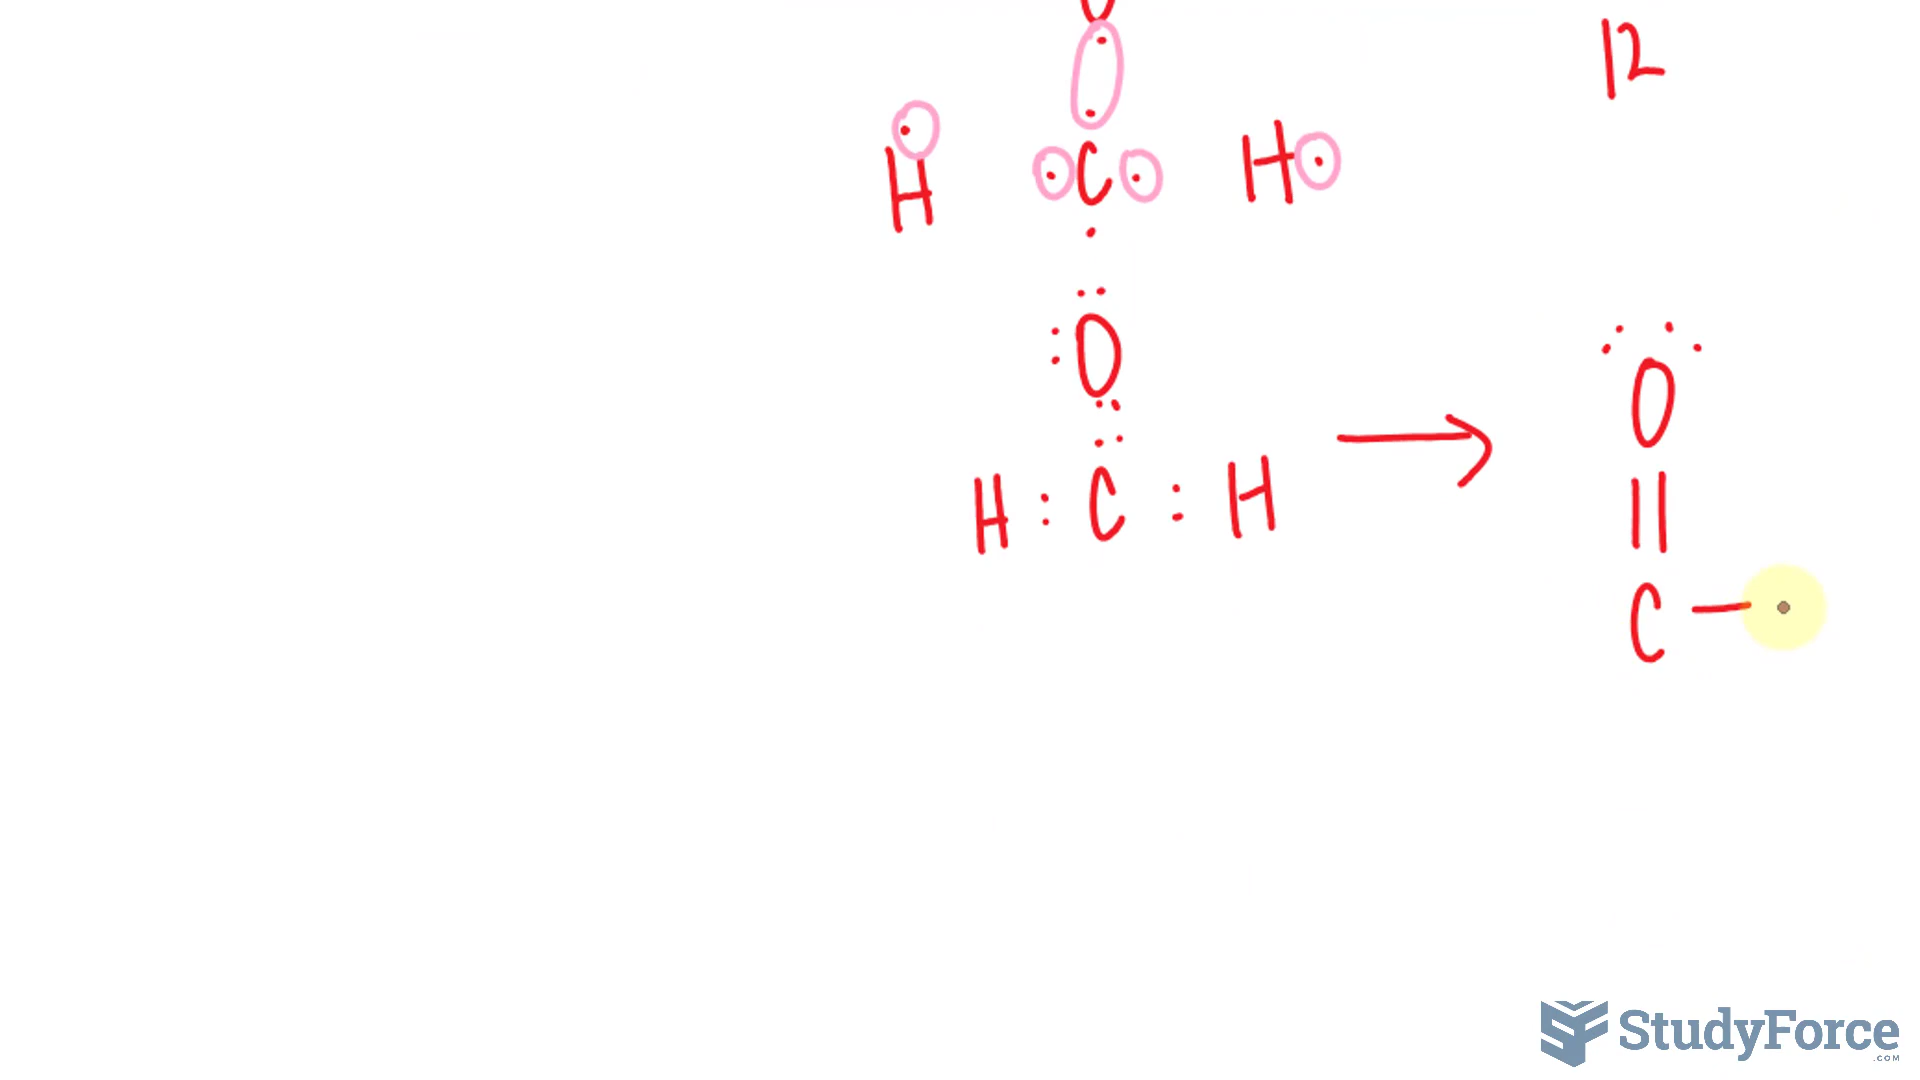 12
H C H
O
O
H : C : H
C
StudyForce
.COM